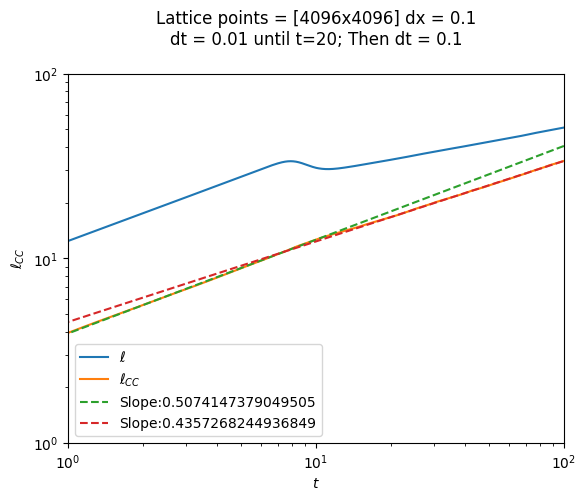 Lattice points = [4096x4096] dx = 0.1
dt = 0.01 until t=20; Then dt = 0.1
10²
10¹
10⁰
ℓ_CC
ℓ
ℓ_CC
Slope:0.5074147379049505
Slope:0.4357268244936849
10⁰
10¹
10²
t